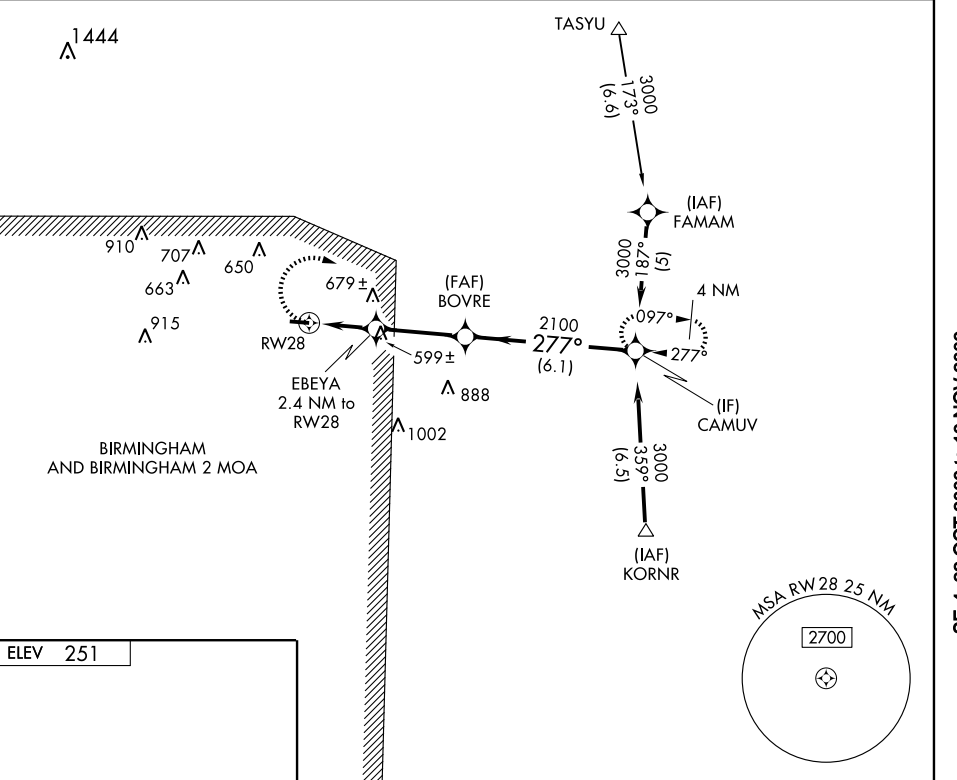 1444
TASYU
3000
173°
(6.6)
(IAF)
FAMAM
3000
187°
(5)
4 NM
910
707
650
663
679 ±
915
RW28
(FAF)
BOVRE
2100
277°
(6.1)
097°
277°
599 ±
EBEYA
2.4 NM to
RW28
888
1002
(IF)
CAMUV
BIRMINGHAM
AND BIRMINGHAM 2 MOA
3000
359°
(6.5)
(IAF)
KORNR
MSA RW 28 25 NM
2700
ELEV 251